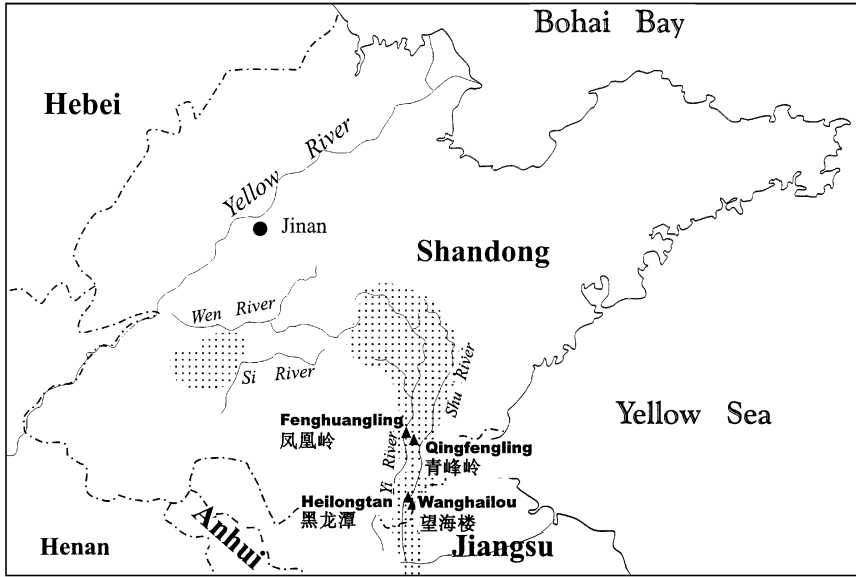 Bohai Bay
Hebei
Yellow River
Jinan
Shandong
Wen River
Si River
Shu River
Yellow Sea
Fenghuangling
凤凰岭
Qingfengling
青峰岭
Yi River
Heilongtan
黑龙潭
Wanghailou
望海楼
Anhui
Henan
Jiangsu